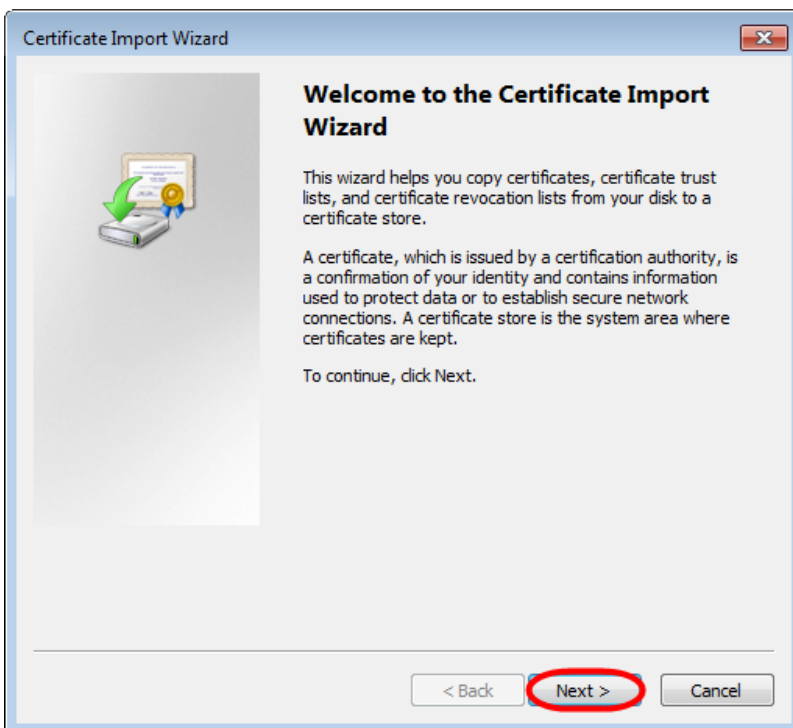 Certificate Import Wizard
Welcome to the Certificate Import
Wizard
This wizard helps you copy certificates, certificate trust
lists, and certificate revocation lists from your disk to a
certificate store.
A certificate, which is issued by a certification authority, is
a confirmation of your identity and contains information
used to protect data or to establish secure network
connections. A certificate store is the system area where
certificates are kept.
To continue, click Next.
< Back Next > Cancel